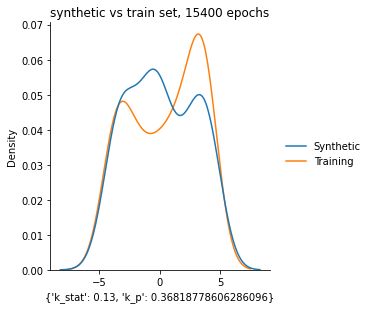 synthetic vs train set, 15400 epochs
0.07
0.06
0.05
0.04
0.03
0.02
0.01
0.00
Density
−5
0
5
{'k_stat': 0.13, 'k_p': 0.36818778606286096}
Synthetic
Training